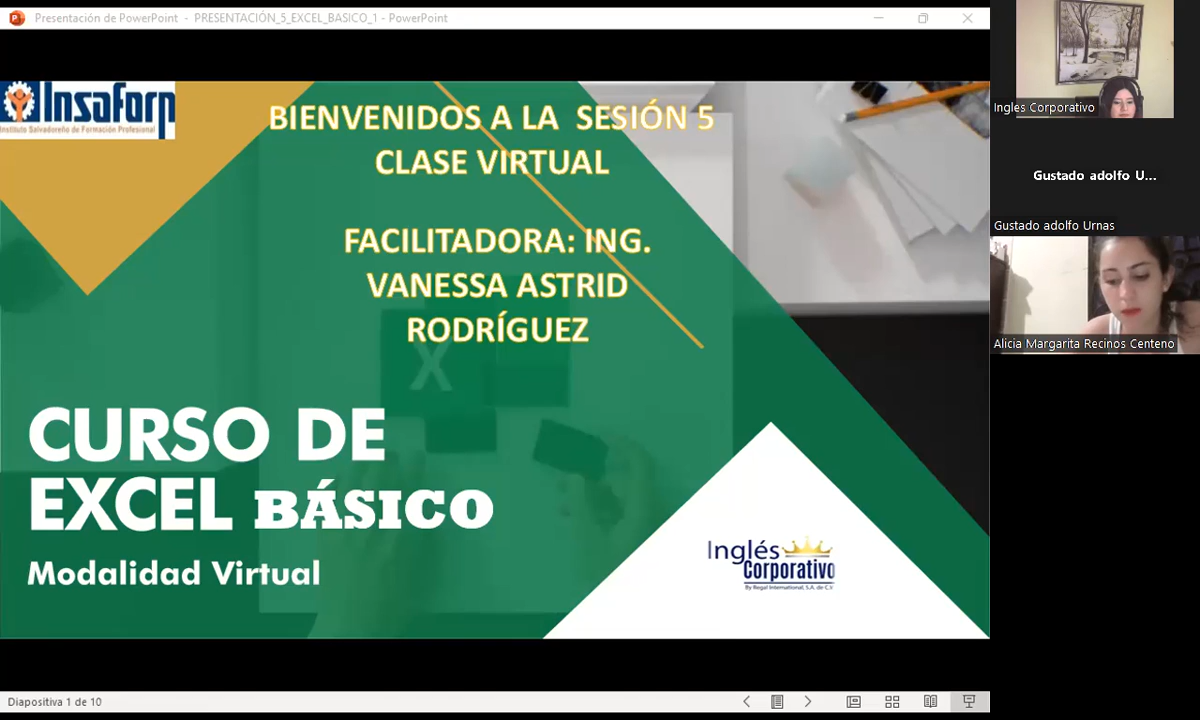 Presentación de PowerPoint - PRESENTACIÓN_5_EXCEL_BASICO_1 - PowerPoint
Insaforp
Instituto Salvadoreño de Formación Profesional
BIENVENIDOS A LA SESIÓN 5
CLASE VIRTUAL
FACILITADORA: ING.
VANESSA ASTRID
RODRÍGUEZ
X
CURSO DE
EXCEL BÁSICO
Modalidad Virtual
Inglés
Corporativo
By Regal International, S.A. de C.V
Diapositiva 1 de 10
Ingles Corporativo
Gustado adolfo U...
Gustado adolfo Urnas
Alicia Margarita Recinos Centeno